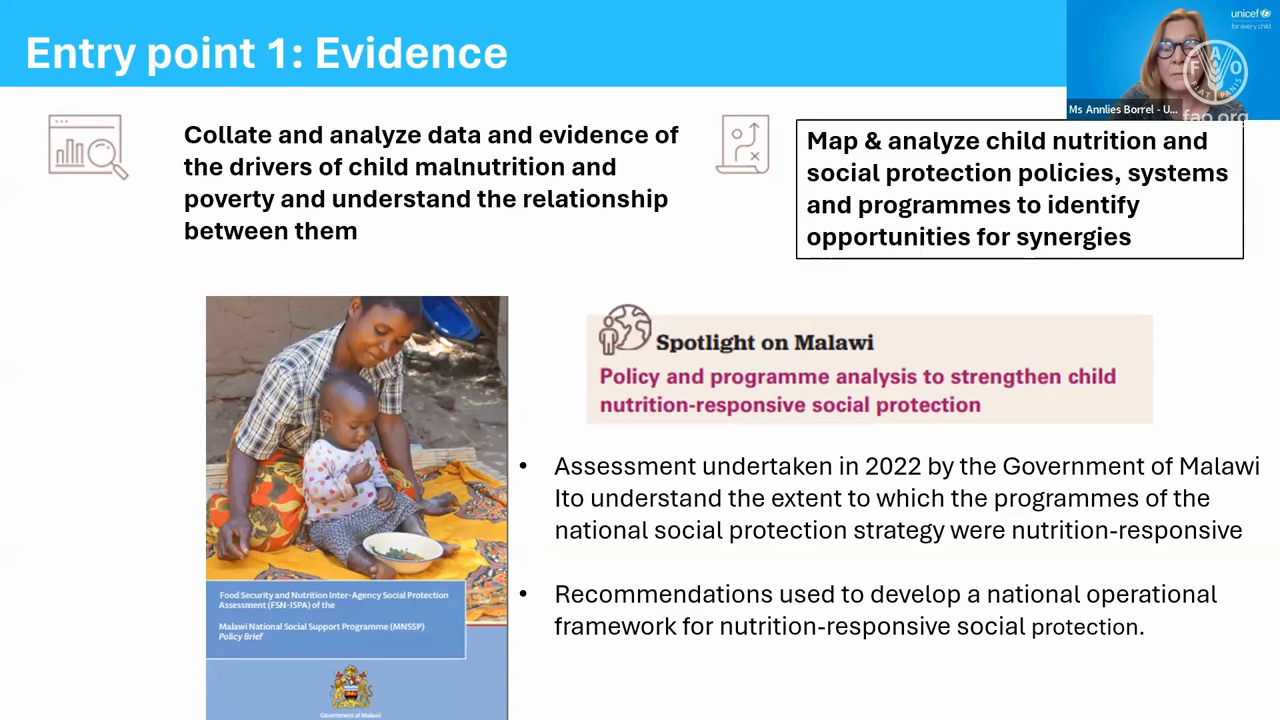 Entry point 1: Evidence
unicef
for every child
FAO
FIAT PANIS
fao.org
Ms Annlies Borrel - U...
Collate and analyze data and evidence of
the drivers of child malnutrition and
poverty and understand the relationship
between them
Map & analyze child nutrition and
social protection policies, systems
and programmes to identify
opportunities for synergies
Spotlight on Malawi
Policy and programme analysis to strengthen child
nutrition-responsive social protection
• Assessment undertaken in 2022 by the Government of Malawi
Ito understand the extent to which the programmes of the
national social protection strategy were nutrition-responsive
• Recommendations used to develop a national operational
framework for nutrition-responsive social protection.
Food Security and Nutrition Inter-Agency Social Protection
Assessment (FSN-ISPA) of the
Malawi National Social Support Programme (MNSSP)
Policy Brief
Government of Malawi